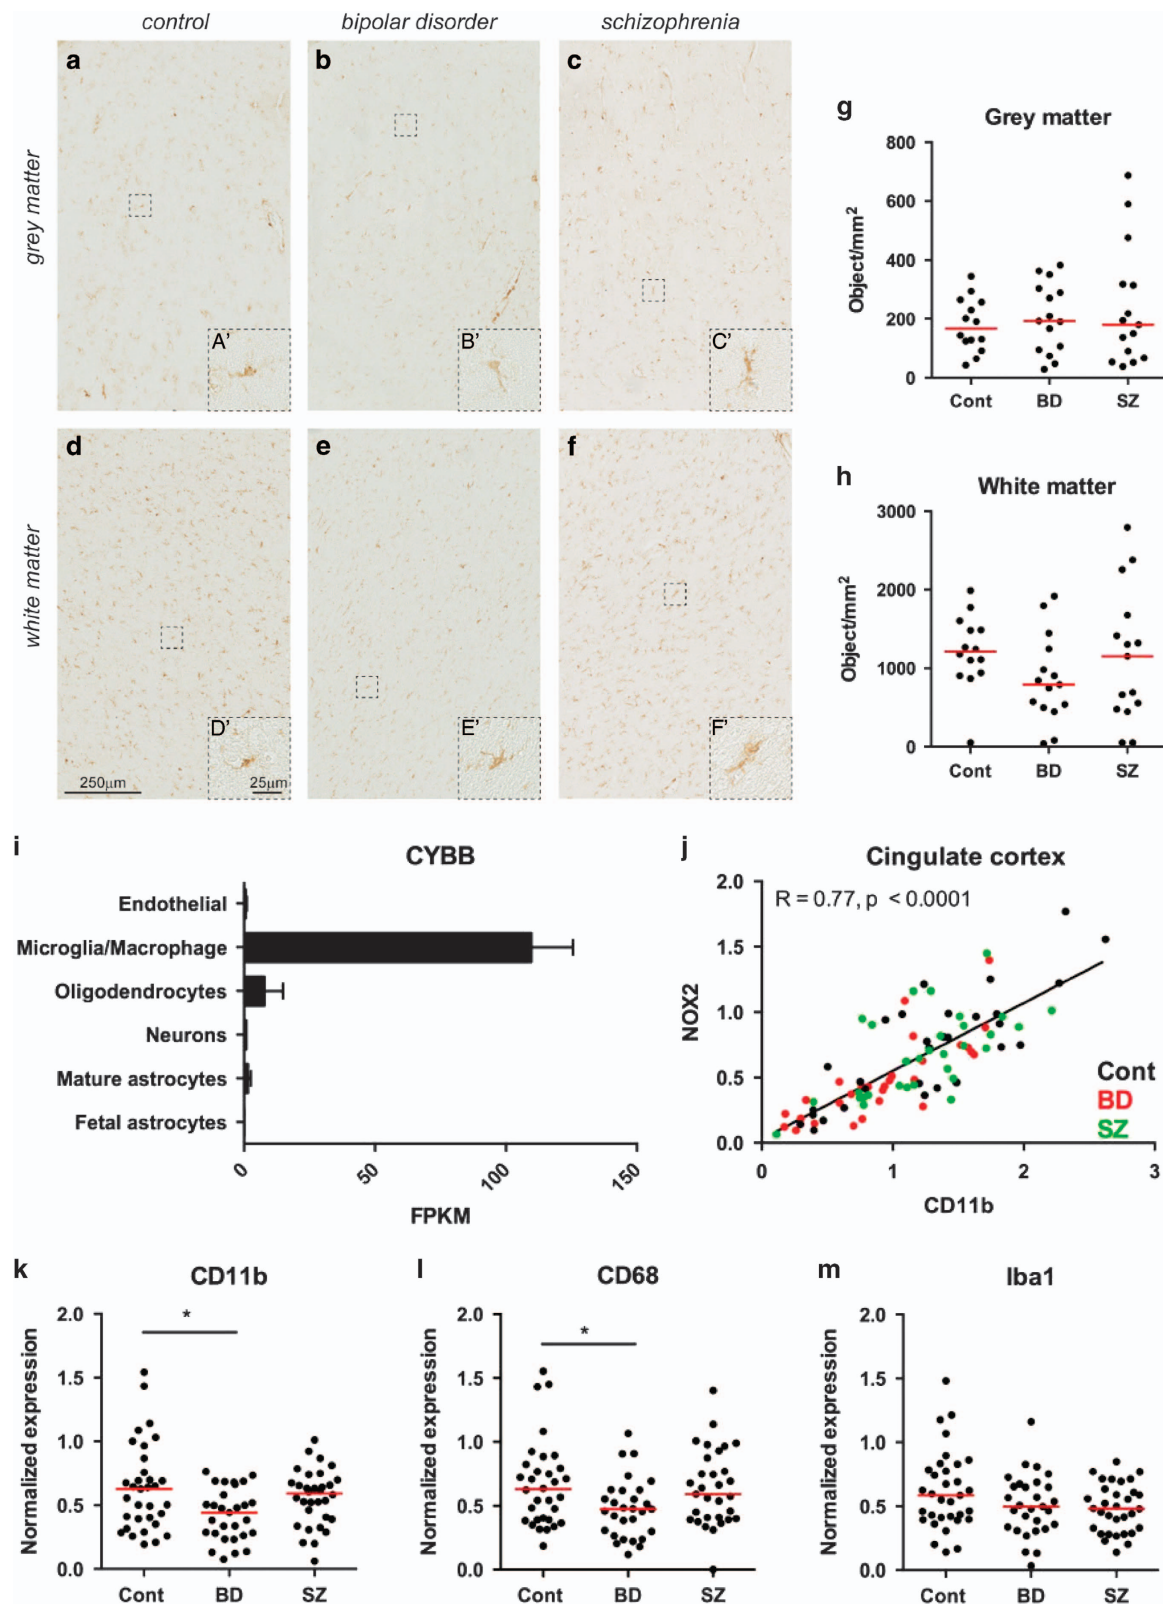 control bipolar disorder schizophrenia
grey matter
a
b
c
A'
B'
C'
white matter
d
e
f
D'
E'
F'
250µm
25µm
g
Grey matter
Object/mm2
800
600
400
200
0
Cont BD SZ
h
White matter
Object/mm2
3000
2000
1000
0
Cont BD SZ
i
CYBB
Endothelial
Microglia/Macrophage
Oligodendrocytes
Neurons
Mature astrocytes
Fetal astrocytes
0 50 100 150
FPKM
j
Cingulate cortex
R = 0.77, p < 0.0001
NOX2
2.0
1.5
1.0
0.5
0.0
Cont
BD
SZ
0 1 2 3
CD11b
k
CD11b
*
Normalized expression
2.0
1.5
1.0
0.5
0.0
Cont BD SZ
l
CD68
*
Normalized expression
2.0
1.5
1.0
0.5
0.0
Cont BD SZ
m
Iba1
Normalized expression
2.0
1.5
1.0
0.5
0.0
Cont BD SZ